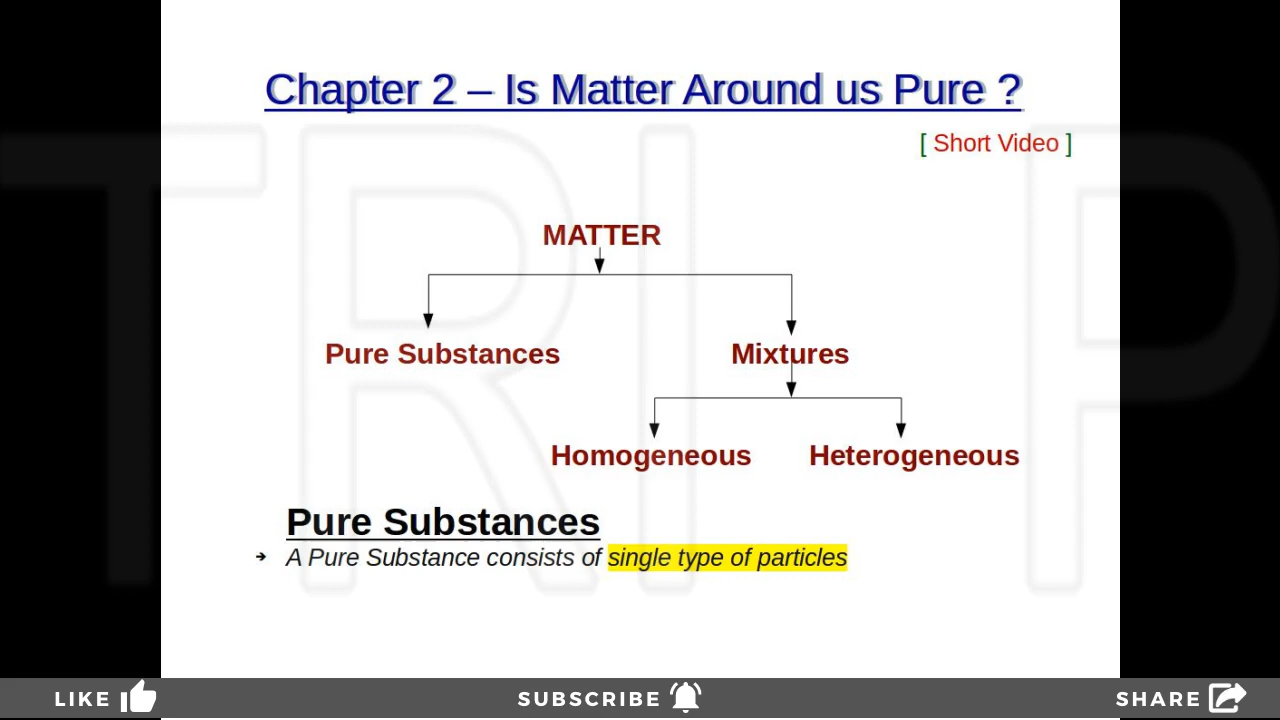 Chapter 2 – Is Matter Around us Pure ?
[ Short Video ]
MATTER
Pure Substances Mixtures
Homogeneous Heterogeneous
Pure Substances
➔ A Pure Substance consists of single type of particles
TRI P
LIKE SUBSCRIBE SHARE